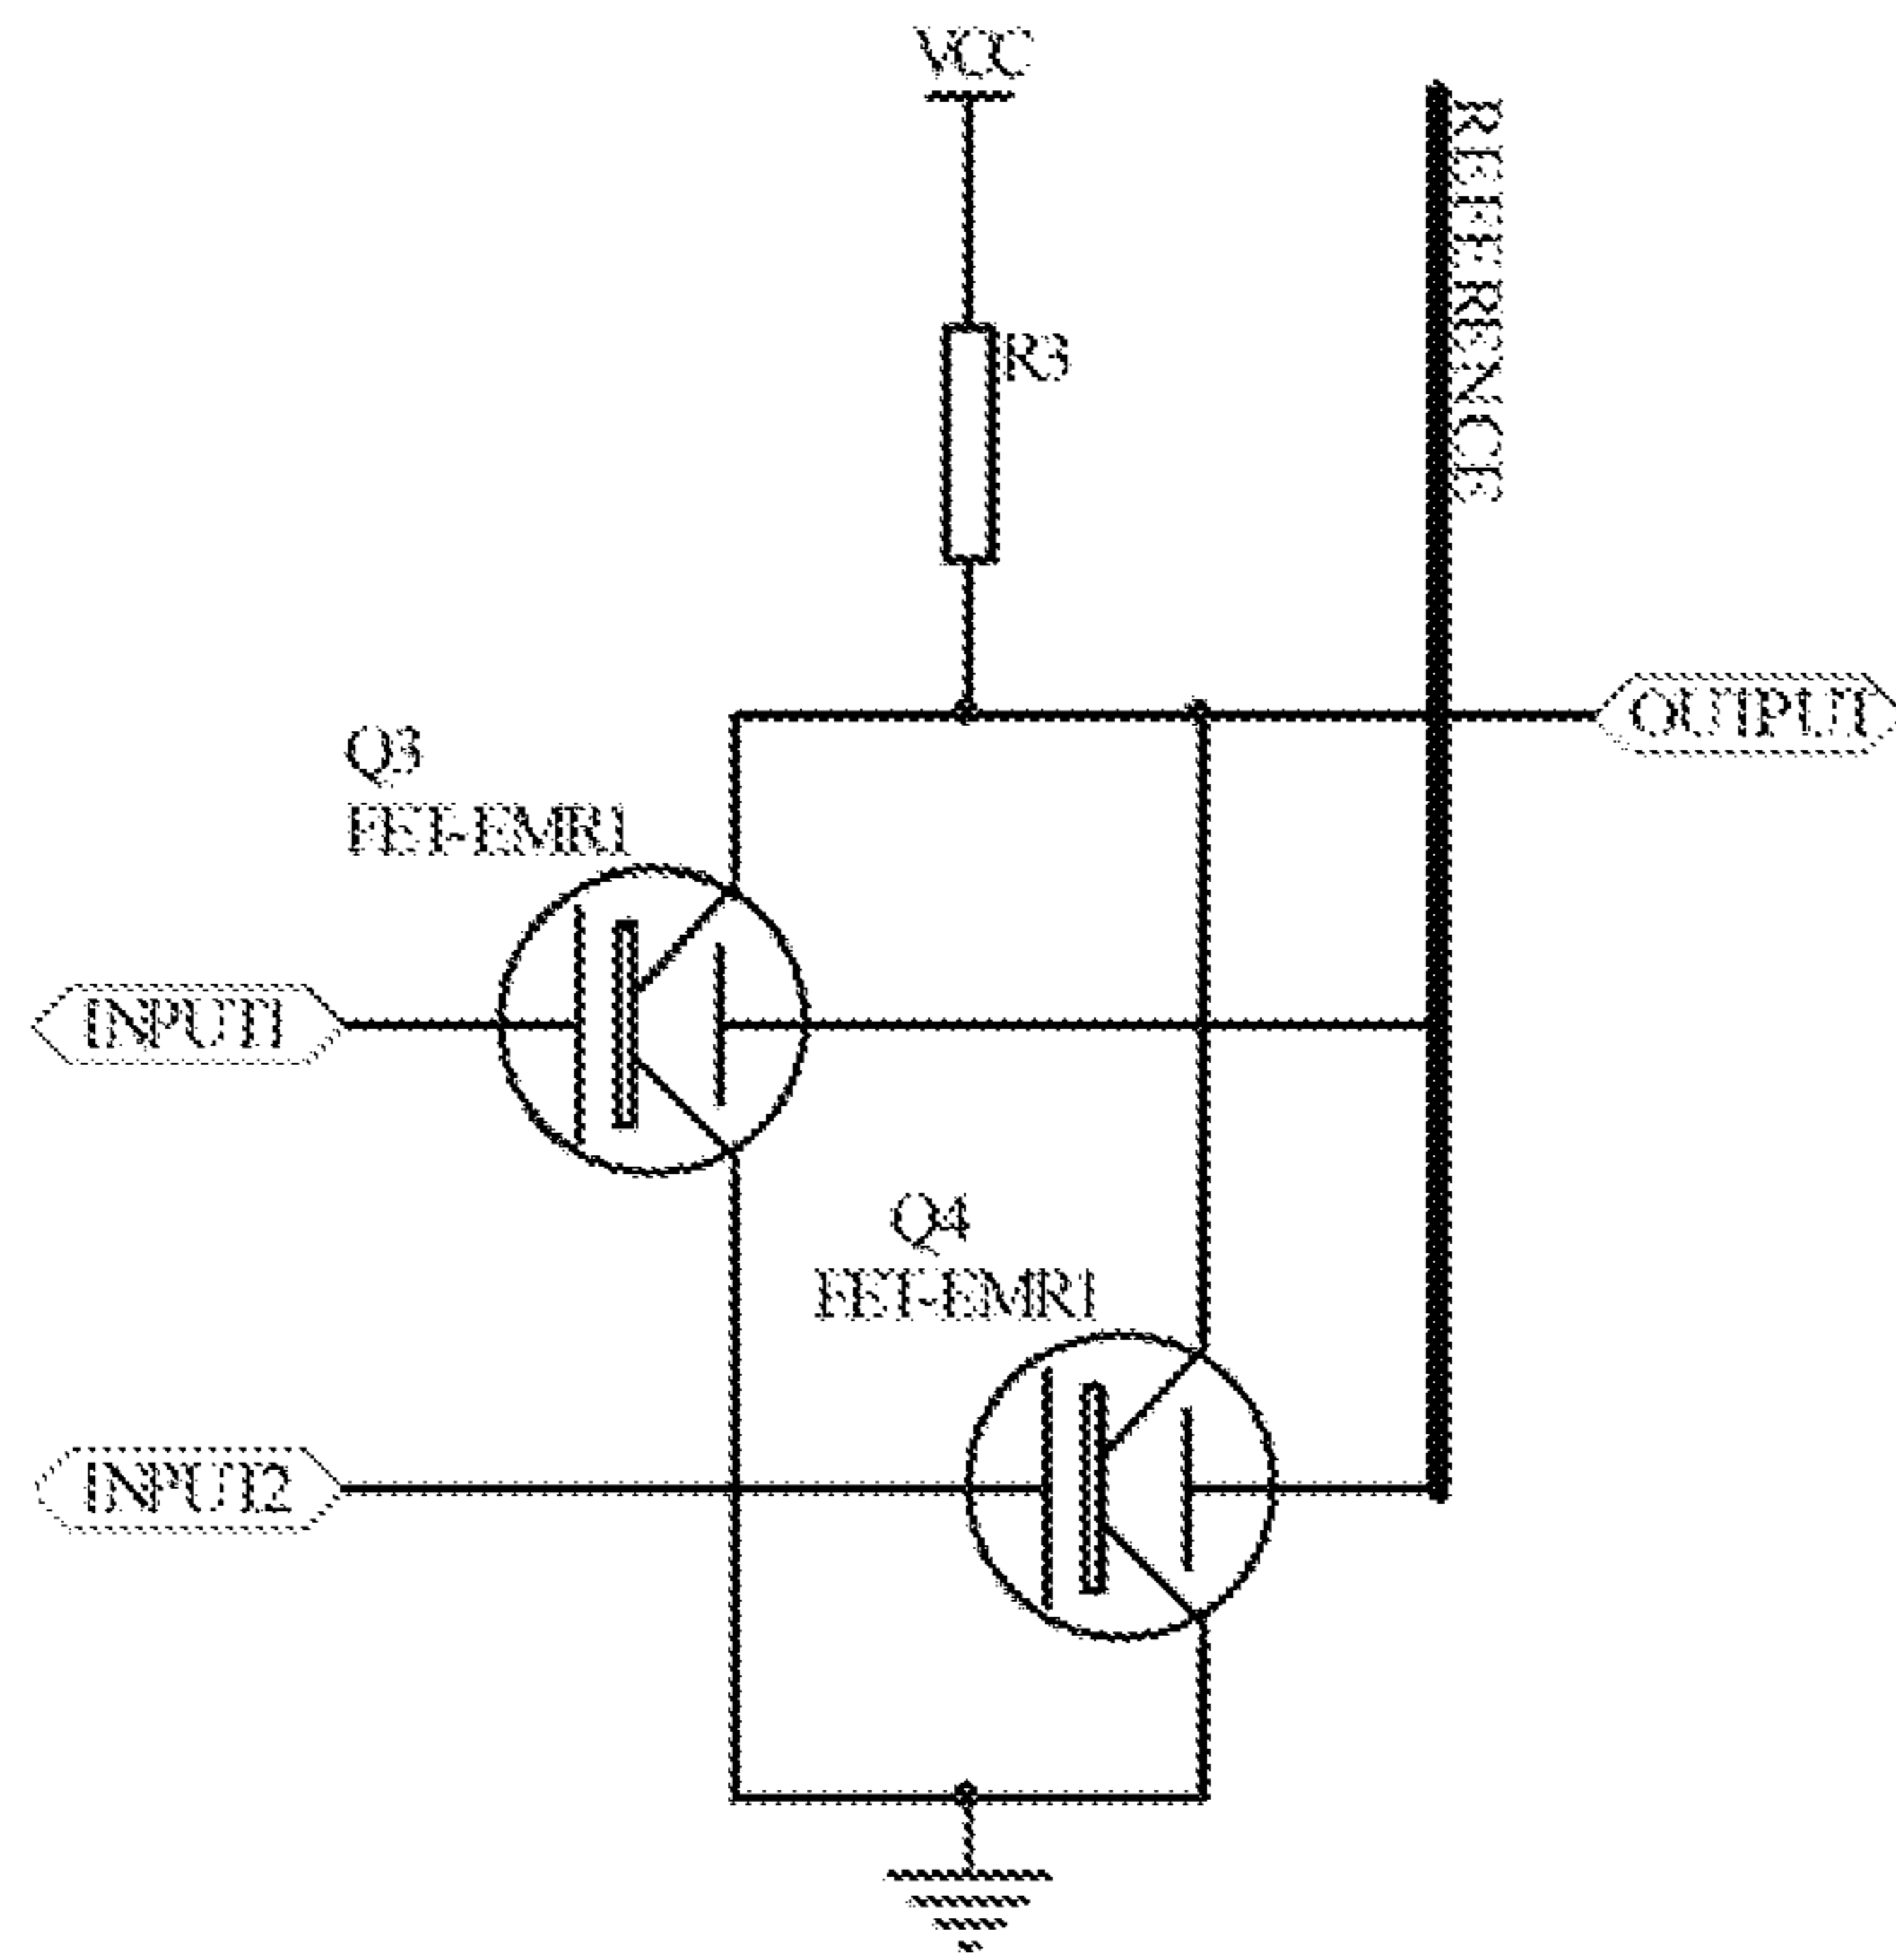 VCC
REFERENCE
R3
OUTPUT
Q3
FET-EMR1
INPUT1
Q4
FET-EMR1
INPUT2